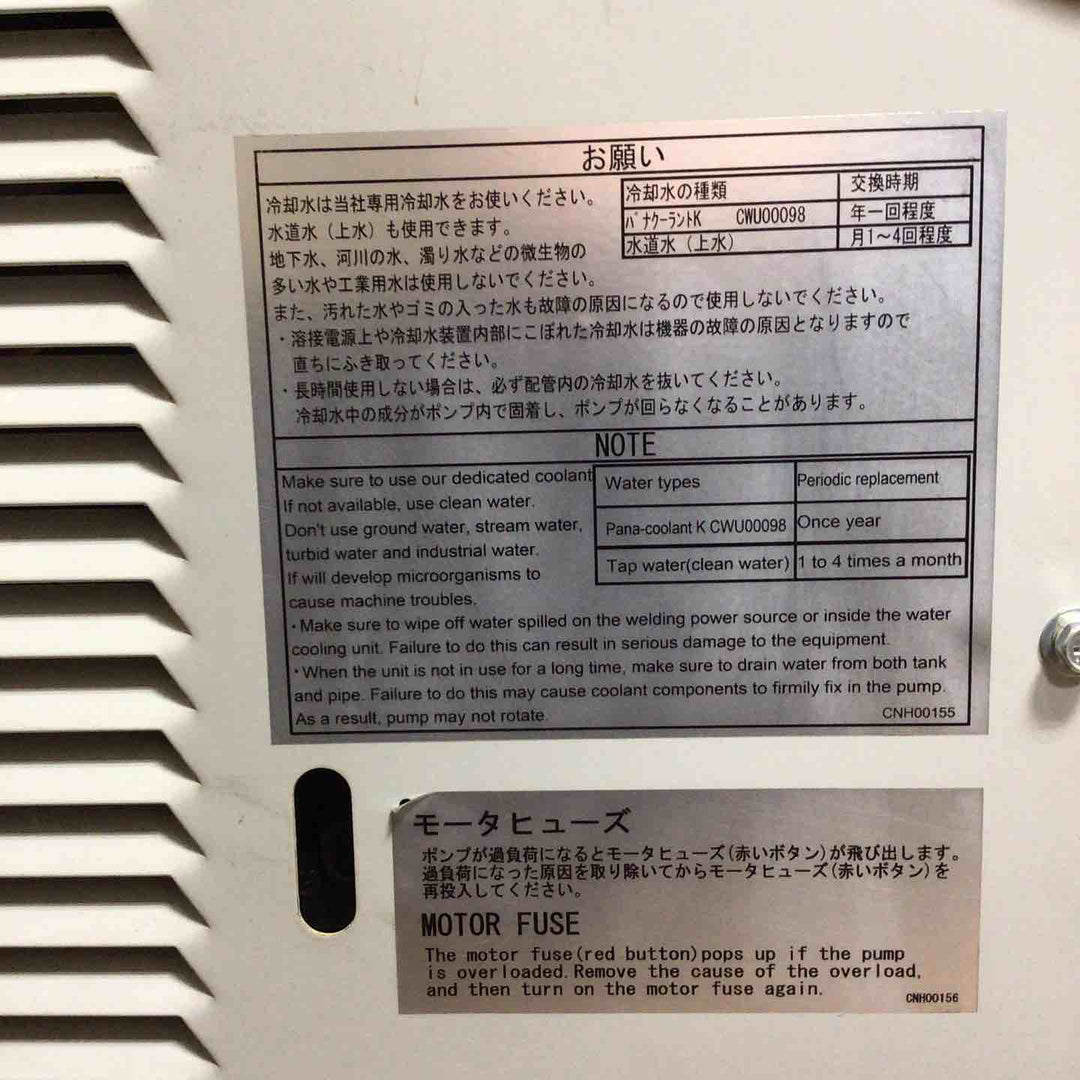 お願い
冷却水は当社専用冷却水をお使いください。
水道水（上水）も使用できます。
地下水、河川の水、濁り水などの微生物の
多い水や工業用水は使用しないでください。
冷却水の種類 交換時期
パナクーラントK CWU00098 年一回程度
水道水（上水） 月1～4回程度
また、汚れた水やゴミの入った水も故障の原因になるので使用しないでください。
・溶接電源上や冷却水装置内部にこぼれた冷却水は機器の故障の原因となりますので
直ちにふき取ってください。
・長時間使用しない場合は、必ず配管内の冷却水を抜いてください。
冷却水中の成分がポンプ内で固着し、ポンプが回らなくなることがあります。
NOTE
Make sure to use our dedicated coolant
If not available, use clean water.
Don't use ground water, stream water,
turbid water and industrial water.
If will develop microorganisms to
cause machine troubles.
Water types Periodic replacement
Pana-coolant K CWU00098 Once year
Tap water(clean water) 1 to 4 times a month
・Make sure to wipe off water spilled on the welding power source or inside the water
cooling unit. Failure to do this can result in serious damage to the equipment.
・When the unit is not in use for a long time, make sure to drain water from both tank
and pipe. Failure to do this may cause coolant components to firmly fix in the pump.
As a result, pump may not rotate.
CNH00155
モータヒューズ
ポンプが過負荷になるとモータヒューズ(赤いボタン)が飛び出します。
過負荷になった原因を取り除いてからモータヒューズ(赤いボタン)を
再投入してください。
MOTOR FUSE
The motor fuse(red button)pops up if the pump
is overloaded.Remove the cause of the overload,
and then turn on the motor fuse again.
CNH00156